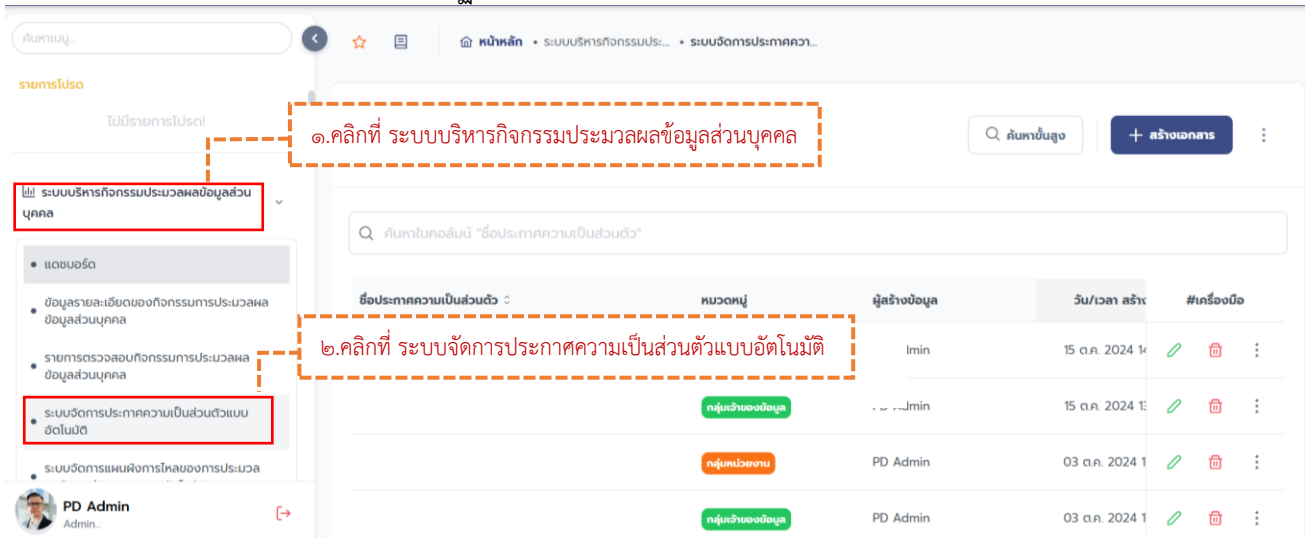 ค้นหาเมนู...
หน้าหลัก • ระบบบริหารกิจกรรมประ... • ระบบจัดการประกาศควา...
รายการโปรด
ไม่มีรายการโปรด!
๑.คลิกที่ ระบบบริหารกิจกรรมประมวลผลข้อมูลส่วนบุคคล
ค้นหาขั้นสูง
+ สร้างเอกสาร
ระบบบริหารกิจกรรมประมวลผลข้อมูลส่วน
บุคคล
ค้นหาในคอลัมน์ "ชื่อประกาศความเป็นส่วนตัว"
• แดชบอร์ด
• ข้อมูลรายละเอียดของกิจกรรมการประมวลผล
ข้อมูลส่วนบุคคล
ชื่อประกาศความเป็นส่วนตัว หมวดหมู่ ผู้สร้างข้อมูล วัน/เวลา สร้าง #เครื่องมือ
๒.คลิกที่ ระบบจัดการประกาศความเป็นส่วนตัวแบบอัตโนมัติ
• รายการตรวจสอบกิจกรรมการประมวลผล
ข้อมูลส่วนบุคคล
lmin 15 ต.ค. 2024 14
• ระบบจัดการประกาศความเป็นส่วนตัวแบบ
อัตโนมัติ
กลุ่มเจ้าของข้อมูล 15 ต.ค. 2024
• ระบบจัดการแผนผังการไหลของการประมวล
กลุ่มหน่วยงาน PD Admin 03 ต.ค. 2024 1
PD Admin
Admin..
กลุ่มเจ้าของข้อมูล PD Admin 03 ต.ค. 2024 1